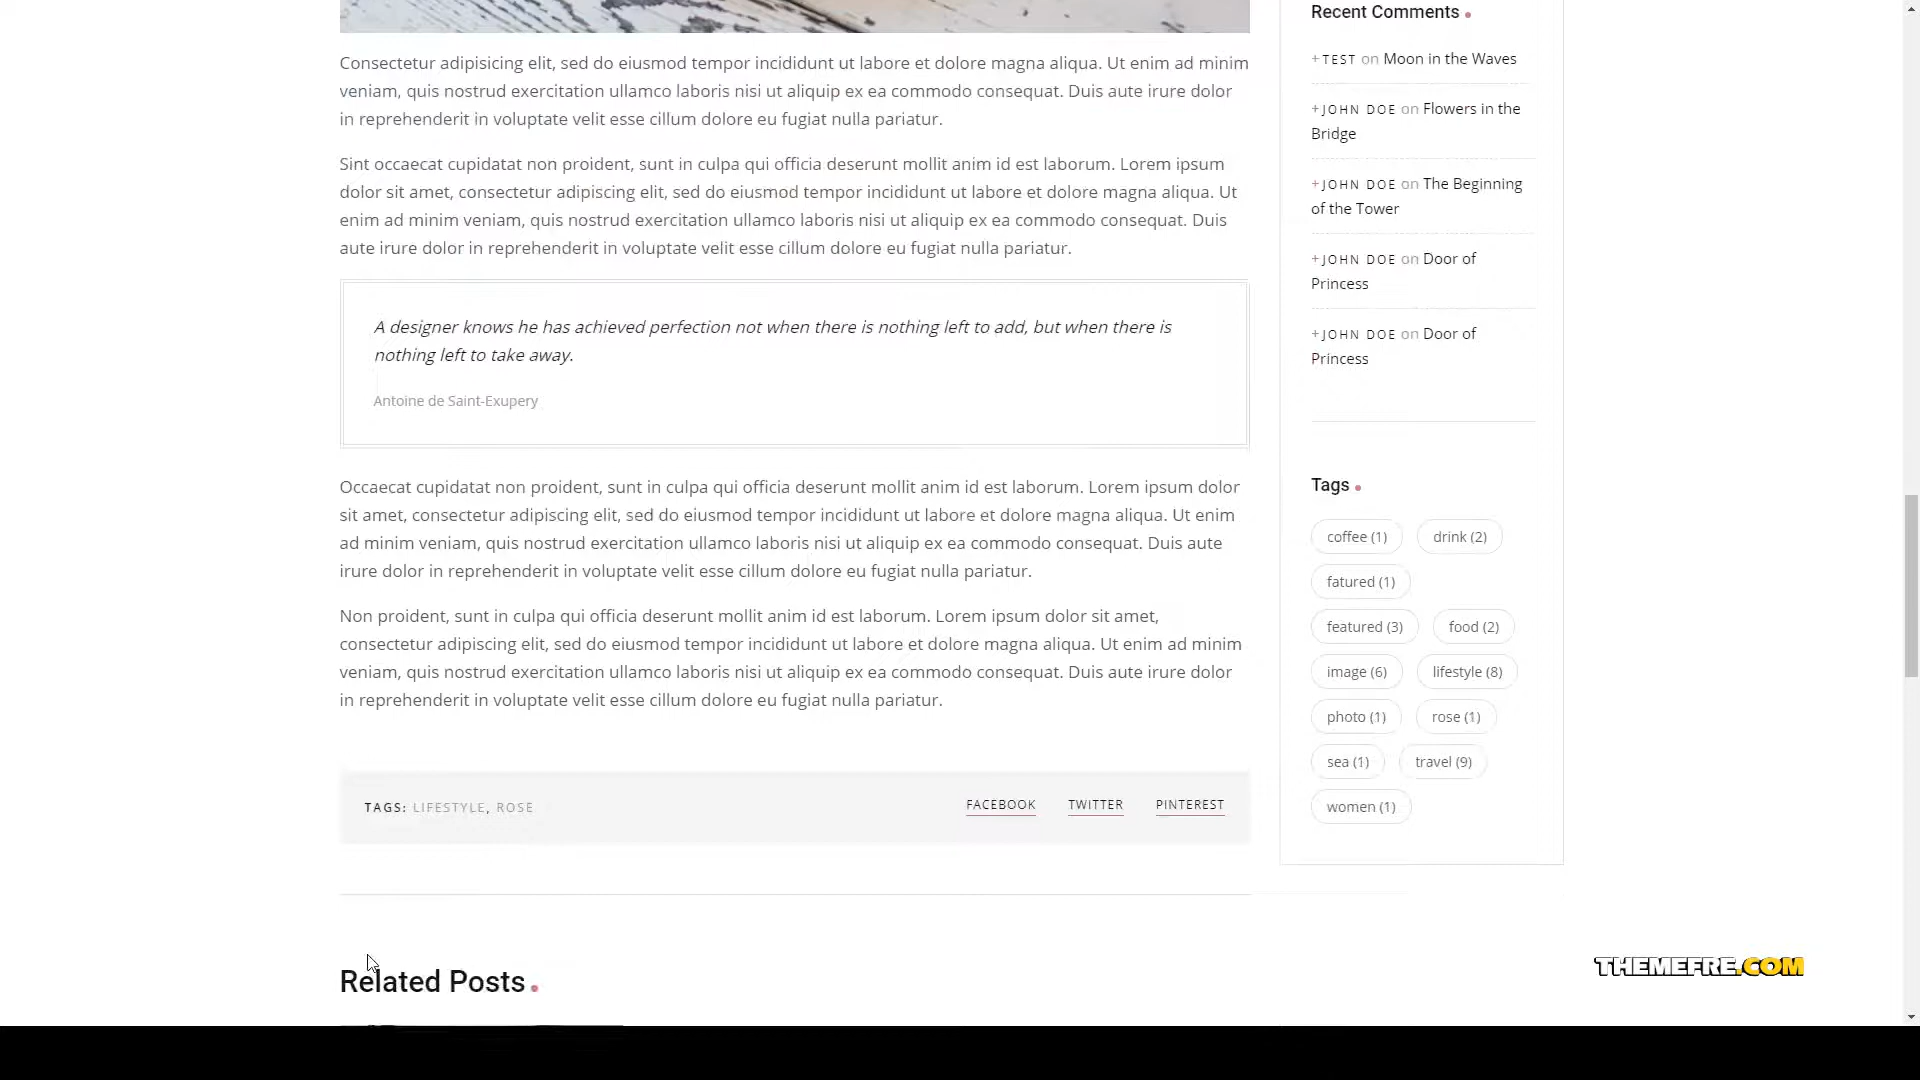 Consectetur adipisicing elit, sed do eiusmod tempor incididunt ut labore et dolore magna aliqua. Ut enim ad minim
veniam, quis nostrud exercitation ullamco laboris nisi ut aliquip ex ea commodo consequat. Duis aute irure dolor
in reprehenderit in voluptate velit esse cillum dolore eu fugiat nulla pariatur.
Sint occaecat cupidatat non proident, sunt in culpa qui officia deserunt mollit anim id est laborum. Lorem ipsum
dolor sit amet, consectetur adipiscing elit, sed do eiusmod tempor incididunt ut labore et dolore magna aliqua. Ut
enim ad minim veniam, quis nostrud exercitation ullamco laboris nisi ut aliquip ex ea commodo consequat. Duis
aute irure dolor in reprehenderit in voluptate velit esse cillum dolore eu fugiat nulla pariatur.
A designer knows he has achieved perfection not when there is nothing left to add, but when there is
nothing left to take away.
Antoine de Saint-Exupery
Occaecat cupidatat non proident, sunt in culpa qui officia deserunt mollit anim id est laborum. Lorem ipsum dolor
sit amet, consectetur adipiscing elit, sed do eiusmod tempor incididunt ut labore et dolore magna aliqua. Ut enim
ad minim veniam, quis nostrud exercitation ullamco laboris nisi ut aliquip ex ea commodo consequat. Duis aute
irure dolor in reprehenderit in voluptate velit esse cillum dolore eu fugiat nulla pariatur.
Non proident, sunt in culpa qui officia deserunt mollit anim id est laborum. Lorem ipsum dolor sit amet,
consectetur adipiscing elit, sed do eiusmod tempor incididunt ut labore et dolore magna aliqua. Ut enim ad minim
veniam, quis nostrud exercitation ullamco laboris nisi ut aliquip ex ea commodo consequat. Duis aute irure dolor
in reprehenderit in voluptate velit esse cillum dolore eu fugiat nulla pariatur.
TAGS: LIFESTYLE, ROSE
FACEBOOK TWITTER PINTEREST
Related Posts
Recent Comments
+TEST on Moon in the Waves
+JOHN DOE on Flowers in the
Bridge
+JOHN DOE on The Beginning
of the Tower
+JOHN DOE on Door of
Princess
+JOHN DOE on Door of
Princess
Tags
coffee (1) drink (2)
fatured (1)
featured (3) food (2)
image (6) lifestyle (8)
photo (1) rose (1)
sea (1) travel (9)
women (1)
THEMEFRE.COM